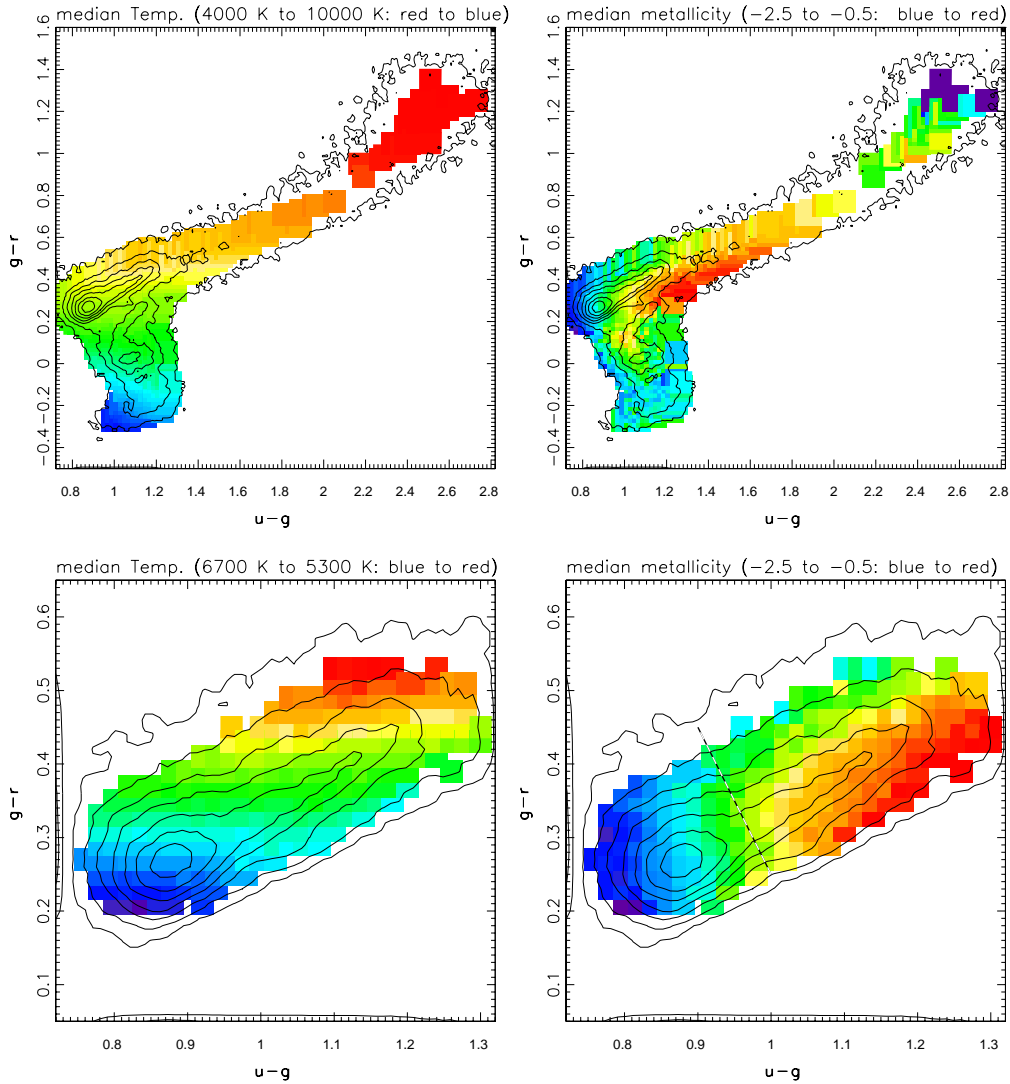 median Temp. (4000 K to 10000 K: red to blue)
median metallicity (−2.5 to −0.5: blue to red)
g−r
1.6
1.4
1.2
1
0.8
0.6
0.4
0.2
0
−0.2
−0.4
0.8 1 1.2 1.4 1.6 1.8 2 2.2 2.4 2.6 2.8
u−g
g−r
1.6
1.4
1.2
1
0.8
0.6
0.4
0.2
0
−0.2
−0.4
0.8 1 1.2 1.4 1.6 1.8 2 2.2 2.4 2.6 2.8
u−g
median Temp. (6700 K to 5300 K: blue to red)
median metallicity (−2.5 to −0.5: blue to red)
g−r
0.6
0.5
0.4
0.3
0.2
0.1
0.8 0.9 1 1.1 1.2 1.3
u−g
g−r
0.6
0.5
0.4
0.3
0.2
0.1
0.8 0.9 1 1.1 1.2 1.3
u−g